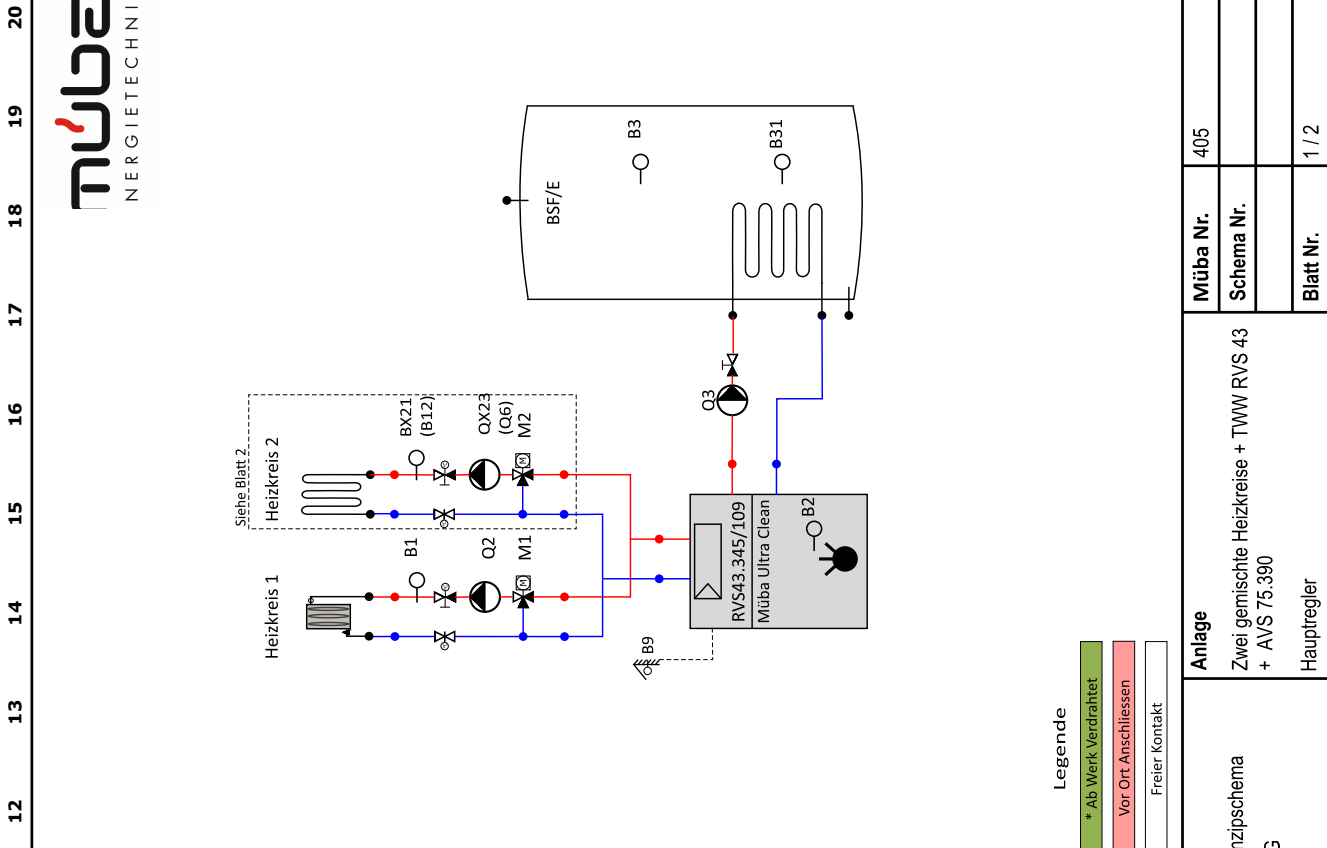 20
19
18
17
16
15
14
13
12
müba
NERGIETECHNI
Siehe Blatt 2
Heizkreis 2
BX21
(B12)
QX23
(Q6)
M2
M
Heizkreis 1
B1
Q2
M1
M
BSF/E
B3
B31
Q3
RVS43.345/109
Müba Ultra Clean
B2
B9
Legende
* Ab Werk Verdrahtet
Vor Ort Anschliessen
Freier Kontakt
Anlage
Zwei gemischte Heizkreise + TWW RVS 43
+ AVS 75.390
Hauptregler
Müba Nr.
405
Schema Nr.
Blatt Nr.
1 / 2
nzipschema
G